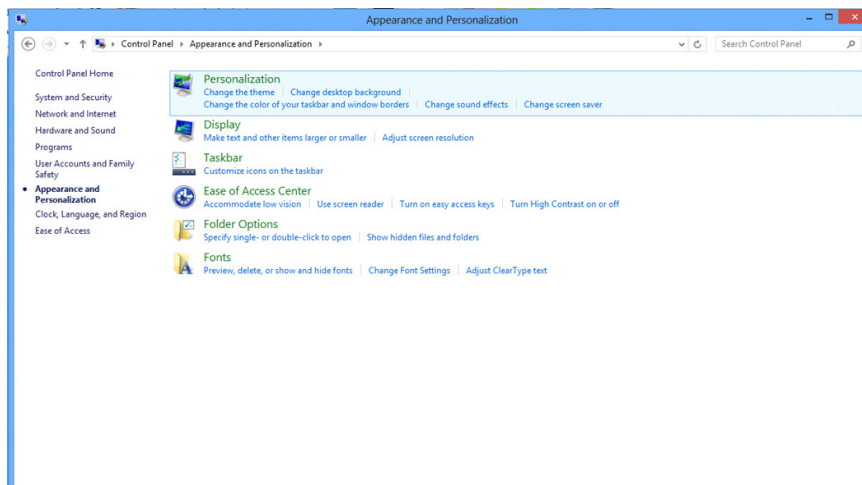 Appearance and Personalization
Control Panel Appearance and Personalization
Search Control Panel
Control Panel Home
System and Security
Network and Internet
Hardware and Sound
Programs
User Accounts and Family
Safety
Appearance and
Personalization
Clock, Language, and Region
Ease of Access
Personalization
Change the theme Change desktop background
Change the color of your taskbar and window borders Change sound effects Change screen saver
Display
Make text and other items larger or smaller Adjust screen resolution
Taskbar
Customize icons on the taskbar
Ease of Access Center
Accommodate low vision Use screen reader Turn on easy access keys Turn High Contrast on or off
Folder Options
Specify single- or double-click to open Show hidden files and folders
Fonts
Preview, delete, or show and hide fonts Change Font Settings Adjust ClearType text